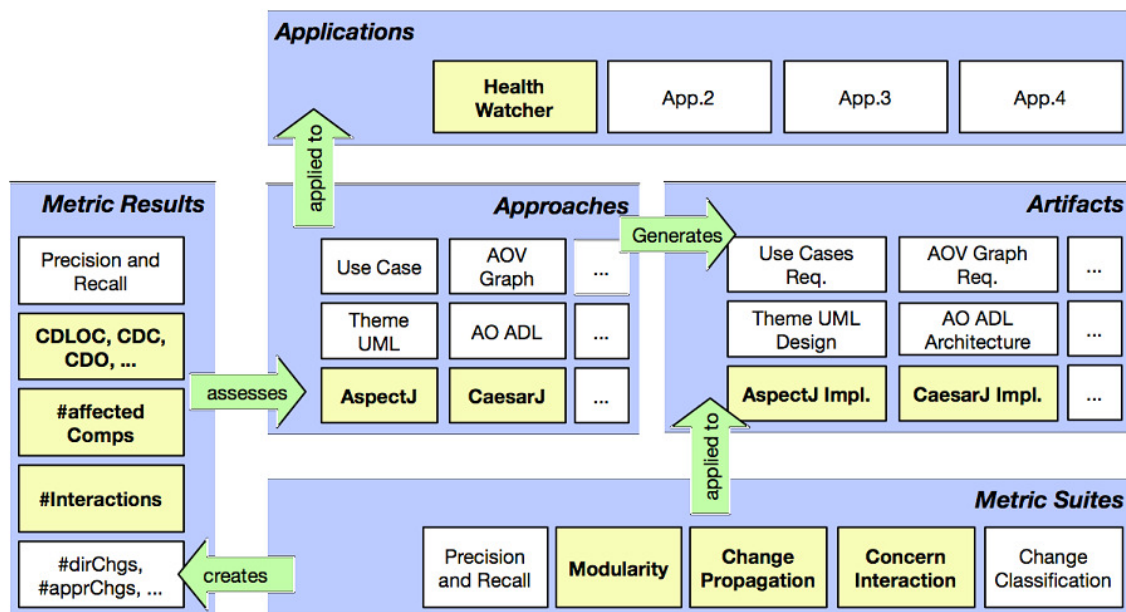 Applications
Health
Watcher
App.2
App.3
App.4
applied to
Metric Results
Precision and
Recall
CDLOC, CDC,
CDO, ...
#affected
Comps
#Interactions
#dirChgs,
#apprChgs, ...
assesses
Approaches
Use Case
AOV
Graph
...
Theme
UML
AO ADL
...
AspectJ
CaesarJ
...
Generates
Artifacts
Use Cases
Req.
AOV Graph
Req.
...
Theme UML
Design
AO ADL
Architecture
...
AspectJ Impl.
CaesarJ Impl.
...
applied to
Metric Suites
Precision
and Recall
Modularity
Change
Propagation
Concern
Interaction
Change
Classification
creates